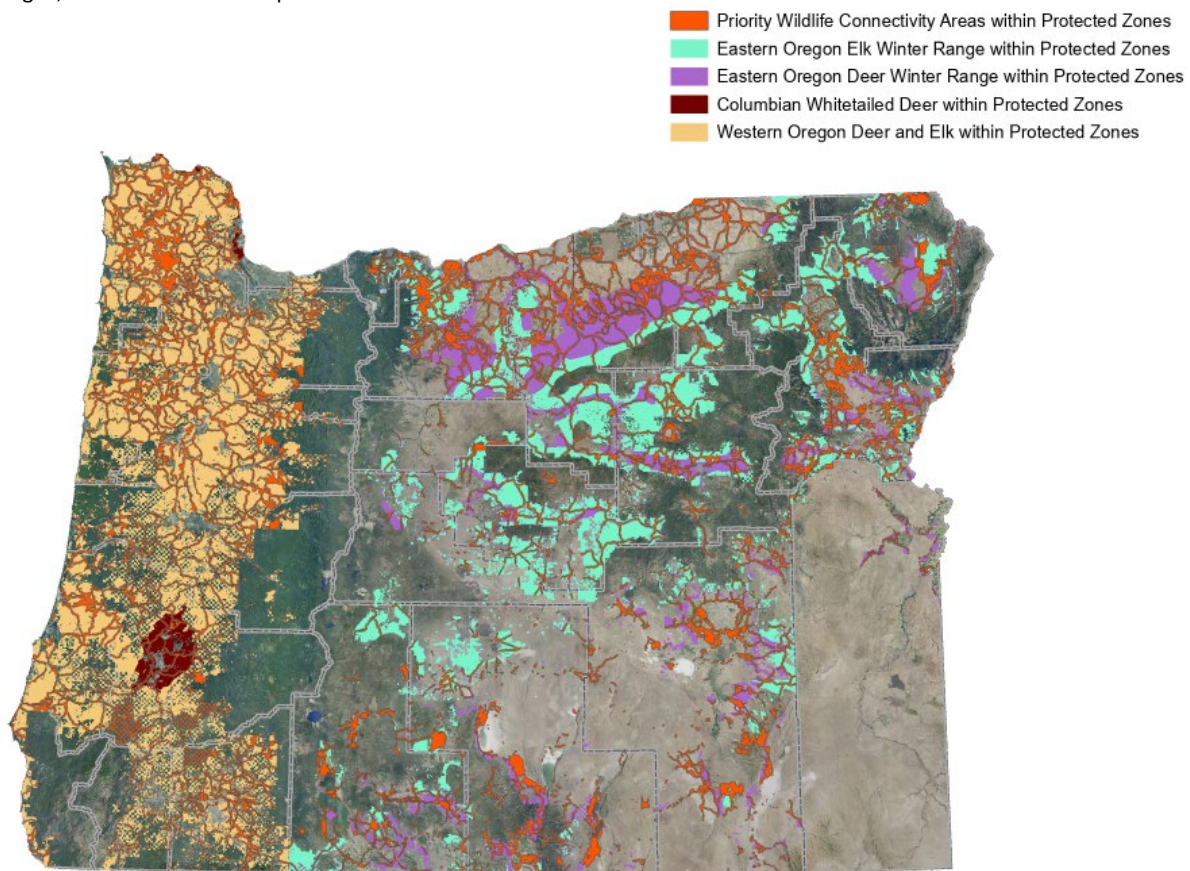 Priority Wildlife Connectivity Areas within Protected Zones
Eastern Oregon Elk Winter Range within Protected Zones
Eastern Oregon Deer Winter Range within Protected Zones
Columbian Whitetailed Deer within Protected Zones
Western Oregon Deer and Elk within Protected Zones